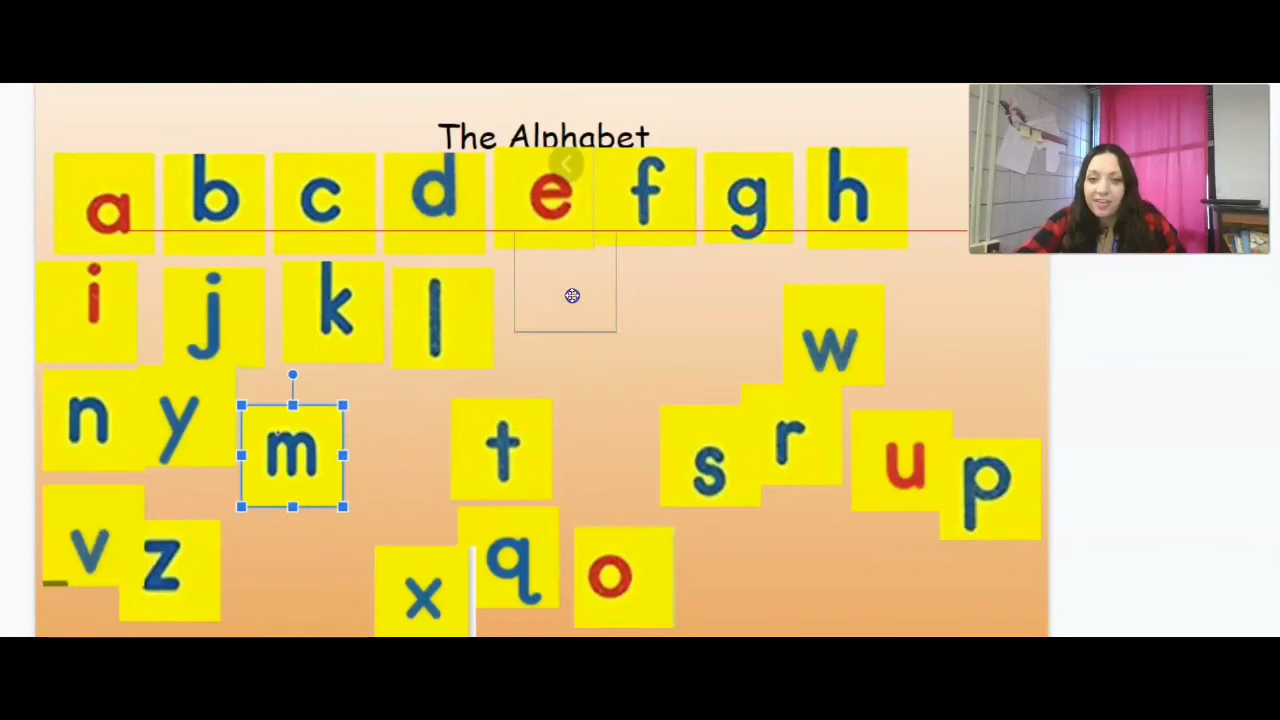 The Alphabet
a b c d e f g h
i j k l
w
n y m t s r u p
v z x q o